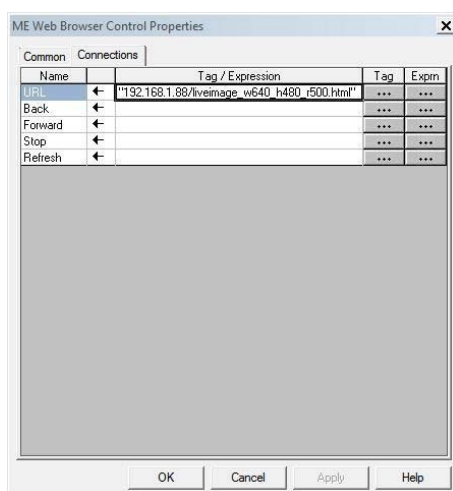 ME Web Browser Control Properties
Common Connections
Name Tag / Expression Tag Exprn
URL "192.168.1.88/liveimage_w640_h480_r500.html" ... ...
Back ... ...
Forward ... ...
Stop ... ...
Refresh ... ...
OK Cancel Apply Help